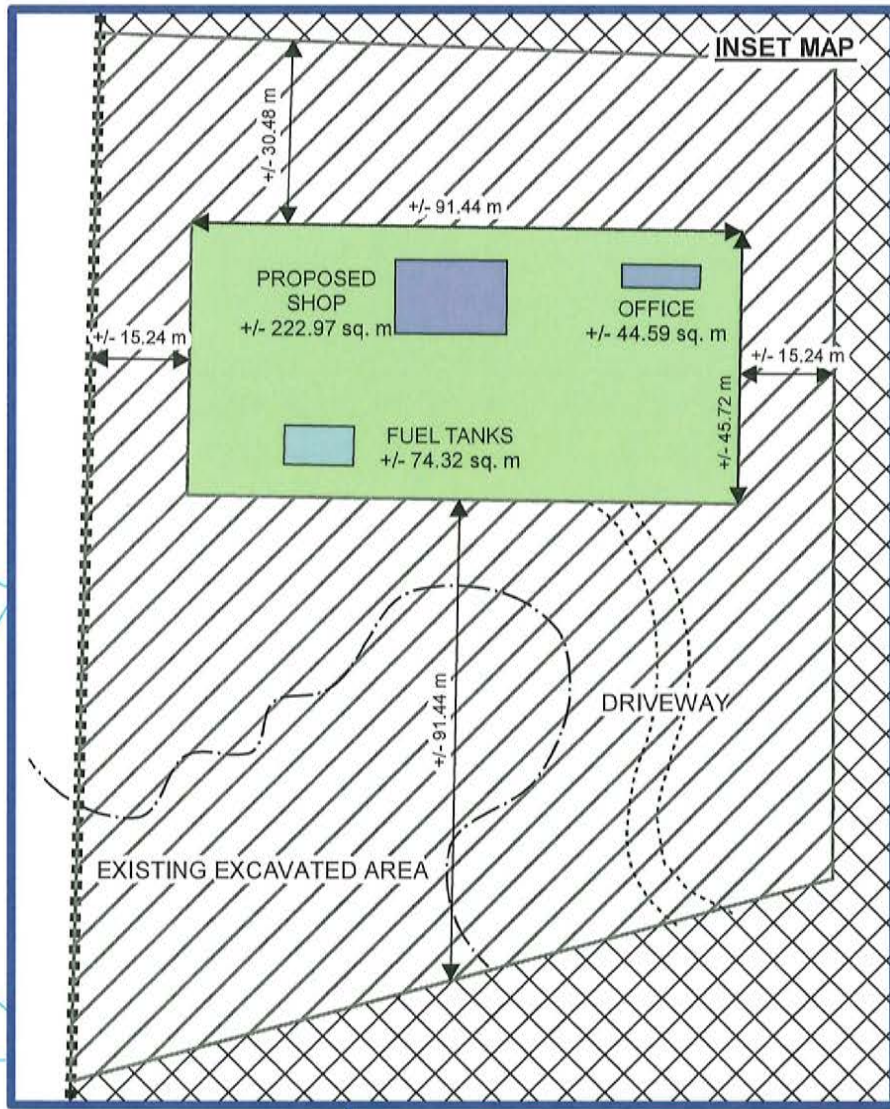 INSET MAP
+/- 30.48 m
+/- 91.44 m
PROPOSED
SHOP
+/- 222.97 sq. m
OFFICE
+/- 44.59 sq. m
+/- 15.24 m
+/- 15.24 m
+/- 45.72 m
FUEL TANKS
+/- 74.32 sq. m
+/- 91.44 m
DRIVEWAY
EXISTING EXCAVATED AREA